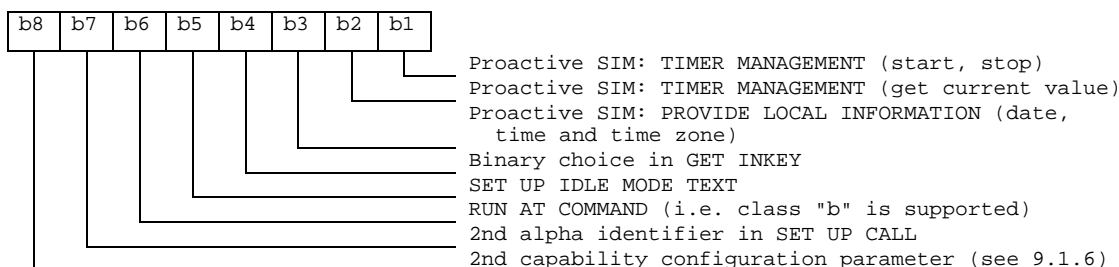 b8 b7 b6 b5 b4 b3 b2 b1
Proactive SIM: TIMER MANAGEMENT (start, stop)
Proactive SIM: TIMER MANAGEMENT (get current value)
Proactive SIM: PROVIDE LOCAL INFORMATION (date,
time and time zone)
Binary choice in GET INKEY
SET UP IDLE MODE TEXT
RUN AT COMMAND (i.e. class "b" is supported)
2nd alpha identifier in SET UP CALL
2nd capability configuration parameter (see 9.1.6)